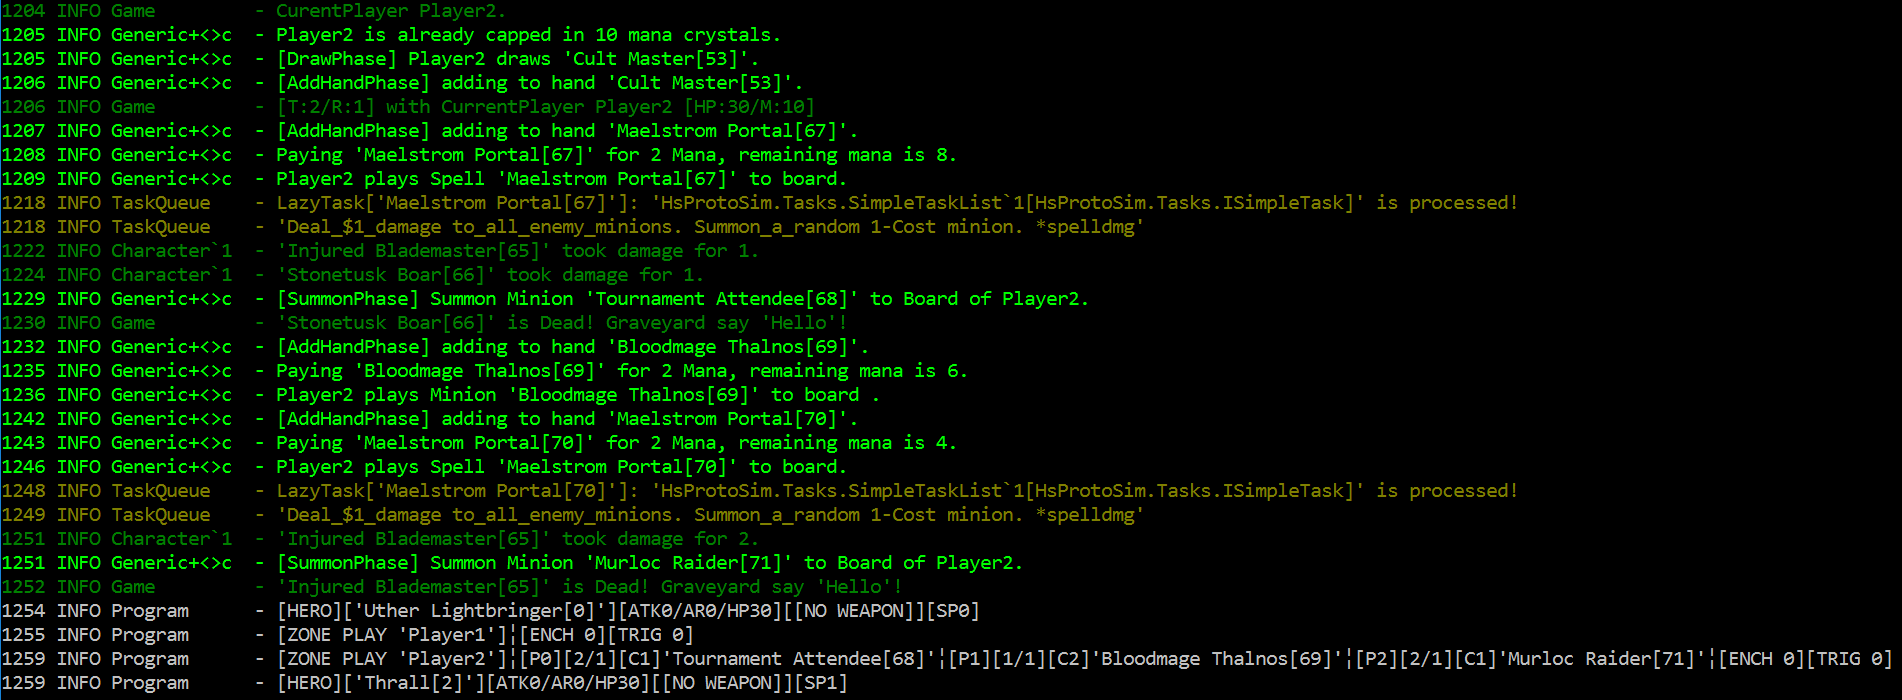 1204 INFO Game - CurentPlayer Player2.
1205 INFO Generic+<>c - Player2 is already capped in 10 mana crystals.
1205 INFO Generic+<>c - [DrawPhase] Player2 draws 'Cult Master[53]'.
1206 INFO Generic+<>c - [AddHandPhase] adding to hand 'Cult Master[53]'.
1206 INFO Game - [T:2/R:1] with CurrentPlayer Player2 [HP:30/M:10]
1207 INFO Generic+<>c - [AddHandPhase] adding to hand 'Maelstrom Portal[67]'.
1208 INFO Generic+<>c - Paying 'Maelstrom Portal[67]' for 2 Mana, remaining mana is 8.
1209 INFO Generic+<>c - Player2 plays Spell 'Maelstrom Portal[67]' to board.
1218 INFO TaskQueue - LazyTask['Maelstrom Portal[67]']: 'HsProtoSim.Tasks.SimpleTaskList`1[HsProtoSim.Tasks.ISimpleTask]' is processed!
1218 INFO TaskQueue - 'Deal_$1_damage to_all_enemy_minions. Summon_a_random 1-Cost minion. *spelldmg'
1222 INFO Character`1 - 'Injured Blademaster[65]' took damage for 1.
1224 INFO Character`1 - 'Stonetusk Boar[66]' took damage for 1.
1229 INFO Generic+<>c - [SummonPhase] Summon Minion 'Tournament Attendee[68]' to Board of Player2.
1230 INFO Game - 'Stonetusk Boar[66]' is Dead! Graveyard say 'Hello'!
1232 INFO Generic+<>c - [AddHandPhase] adding to hand 'Bloodmage Thalnos[69]'.
1235 INFO Generic+<>c - Paying 'Bloodmage Thalnos[69]' for 2 Mana, remaining mana is 6.
1236 INFO Generic+<>c - Player2 plays Minion 'Bloodmage Thalnos[69]' to board .
1242 INFO Generic+<>c - [AddHandPhase] adding to hand 'Maelstrom Portal[70]'.
1243 INFO Generic+<>c - Paying 'Maelstrom Portal[70]' for 2 Mana, remaining mana is 4.
1246 INFO Generic+<>c - Player2 plays Spell 'Maelstrom Portal[70]' to board.
1248 INFO TaskQueue - LazyTask['Maelstrom Portal[70]']: 'HsProtoSim.Tasks.SimpleTaskList`1[HsProtoSim.Tasks.ISimpleTask]' is processed!
1249 INFO TaskQueue - 'Deal_$1_damage to_all_enemy_minions. Summon_a_random 1-Cost minion. *spelldmg'
1251 INFO Character`1 - 'Injured Blademaster[65]' took damage for 2.
1251 INFO Generic+<>c - [SummonPhase] Summon Minion 'Murloc Raider[71]' to Board of Player2.
1252 INFO Game - 'Injured Blademaster[65]' is Dead! Graveyard say 'Hello'!
1254 INFO Program - [HERO]['Uther Lightbringer[0]'][ATK0/AR0/HP30][[NO WEAPON]][SP0]
1255 INFO Program - [ZONE PLAY 'Player1']¦[ENCH 0][TRIG 0]
1259 INFO Program - [ZONE PLAY 'Player2']¦[P0][2/1][C1]'Tournament Attendee[68]'¦[P1][1/1][C2]'Bloodmage Thalnos[69]'¦[P2][2/1][C1]'Murloc Raider[71]'¦[ENCH 0][TRIG 0]
1259 INFO Program - [HERO]['Thrall[2]'][ATK0/AR0/HP30][[NO WEAPON]][SP1]